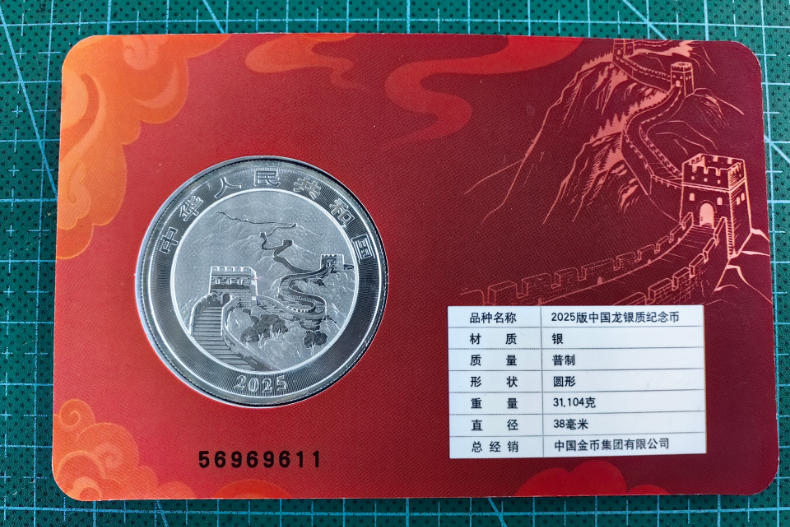 中华人民共和国
2025
56969611
品种名称 2025版中国龙银质纪念币
材质 银
质量 普制
形状 圆形
重量 31.104克
直径 38毫米
总经销 中国金币集团有限公司